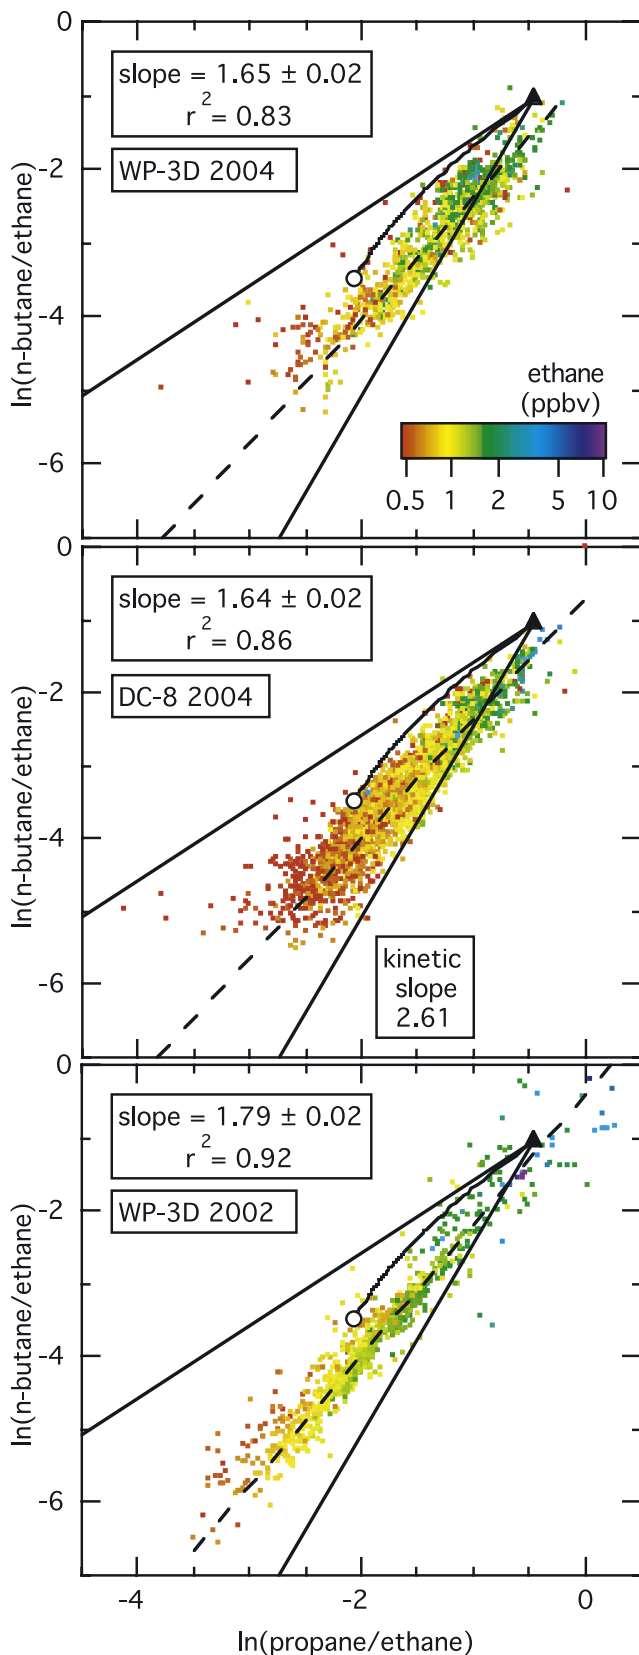 0
slope = 1.65 ± 0.02
r² = 0.83
WP-3D 2004
-2
-4
-6
ln(n-butane/ethane)
ethane
(ppbv)
0.5 1 2 5 10
0
slope = 1.64 ± 0.02
r² = 0.86
DC-8 2004
-2
-4
-6
ln(n-butane/ethane)
kinetic
slope
2.61
0
slope = 1.79 ± 0.02
r² = 0.92
WP-3D 2002
-2
-4
-6
ln(n-butane/ethane)
-4 -2 0
ln(propane/ethane)